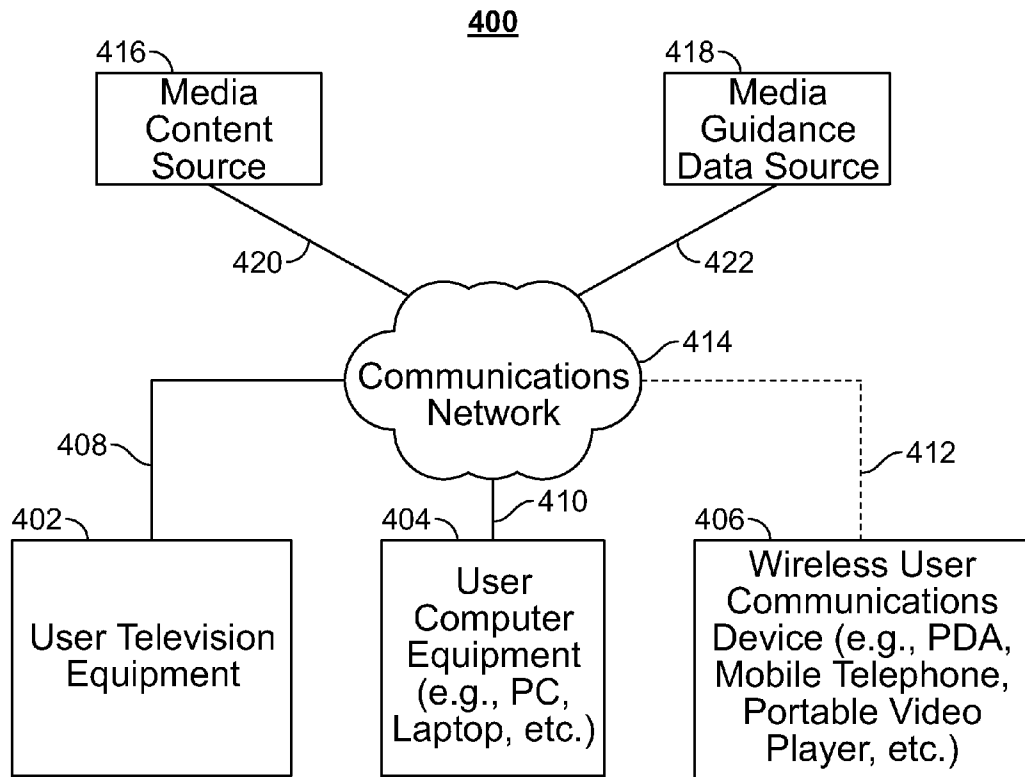 400
416
Media
Content
Source
418
Media
Guidance
Data Source
420
422
Communications
Network
414
408
410
412
402
User Television
Equipment
404
User
Computer
Equipment
(e.g., PC,
Laptop, etc.)
406
Wireless User
Communications
Device (e.g., PDA,
Mobile Telephone,
Portable Video
Player, etc.)